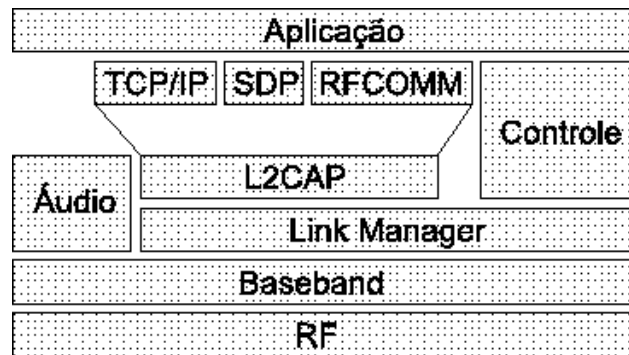 Aplicação
TCP/IP SDP RFCOMM
Controle
L2CAP
Áudio
Link Manager
Baseband
RF